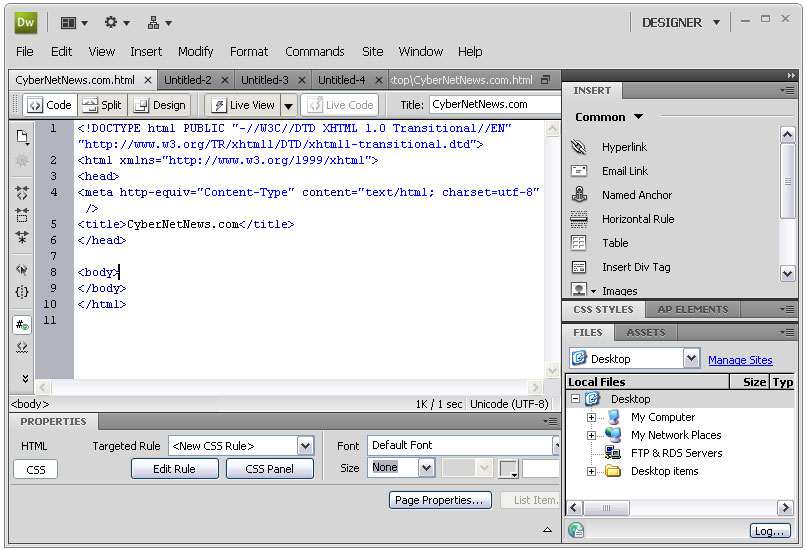 Dw DESIGNER
File Edit View Insert Modify Format Commands Site Window Help
CyberNetNews.com.html Untitled-2 Untitled-3 Untitled-4 :top\CyberNetNews.com.html
Code Split Design Live View Live Code Title: CyberNetNews.com
1 <!DOCTYPE html PUBLIC "-//W3C//DTD XHTML 1.0 Transitional//EN"
"http://www.w3.org/TR/xhtml1/DTD/xhtml1-transitional.dtd">
2 <html xmlns="http://www.w3.org/1999/xhtml">
3 <head>
4 <meta http-equiv="Content-Type" content="text/html; charset=utf-8"
/>
5 <title>CyberNetNews.com</title>
6 </head>
7
8 <body>
9 </body>
10 </html>
11
<body> 1K / 1 sec Unicode (UTF-8)
PROPERTIES
HTML Targeted Rule <New CSS Rule> Font Default Font
CSS Edit Rule CSS Panel Size None
Page Properties... List Item.
INSERT
Common
Hyperlink
Email Link
Named Anchor
Horizontal Rule
Table
Insert Div Tag
Images
CSS STYLES AP ELEMENTS
FILES ASSETS
Desktop Manage Sites
Local Files Size Typ
Desktop
My Computer
My Network Places
FTP & RDS Servers
Desktop items
Log...